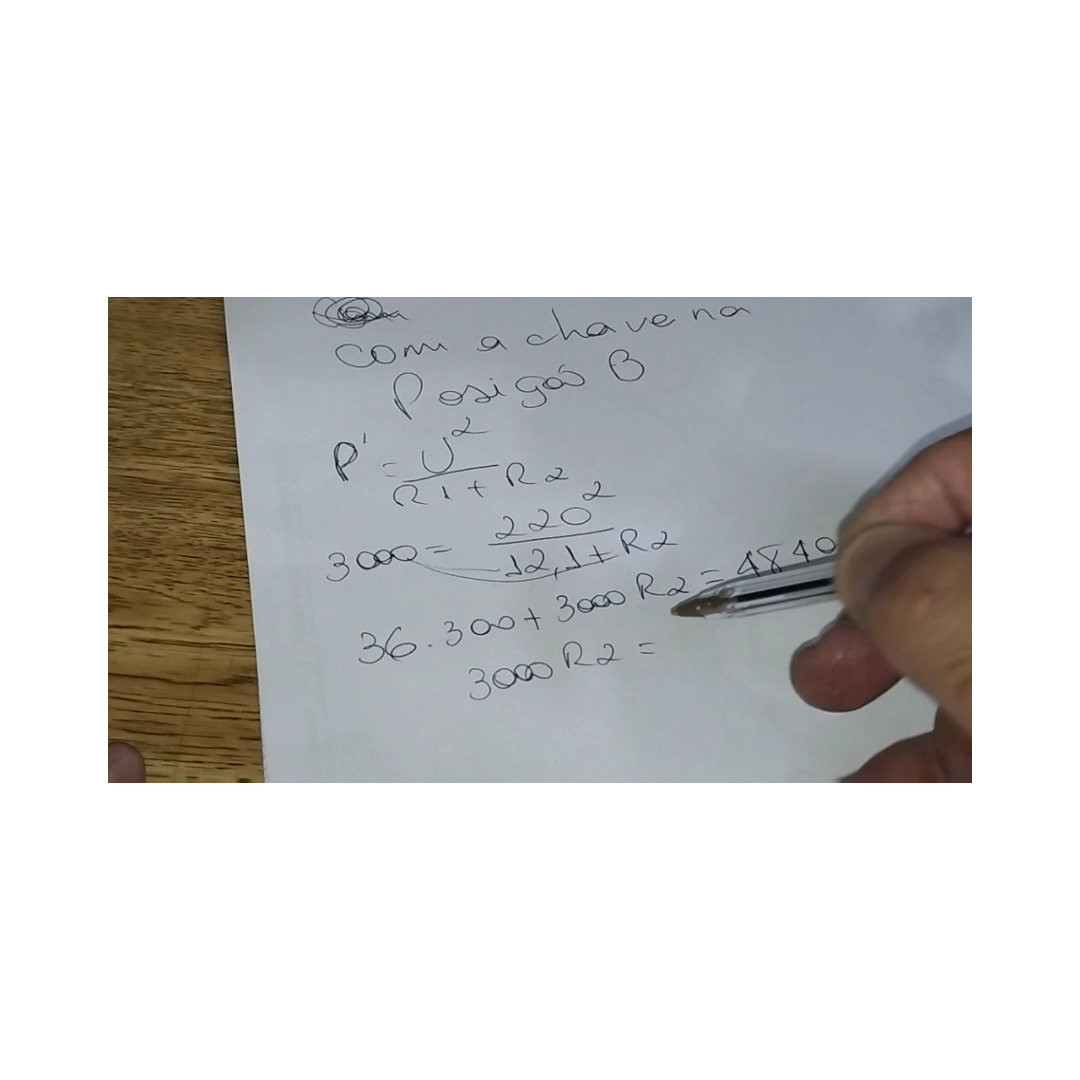 com a chave na
Posição B
P' = U²
R1 + R2
3000 = 220²
12,1 + R2
36.300 + 3000 R2 = 4840
3000 R2 =